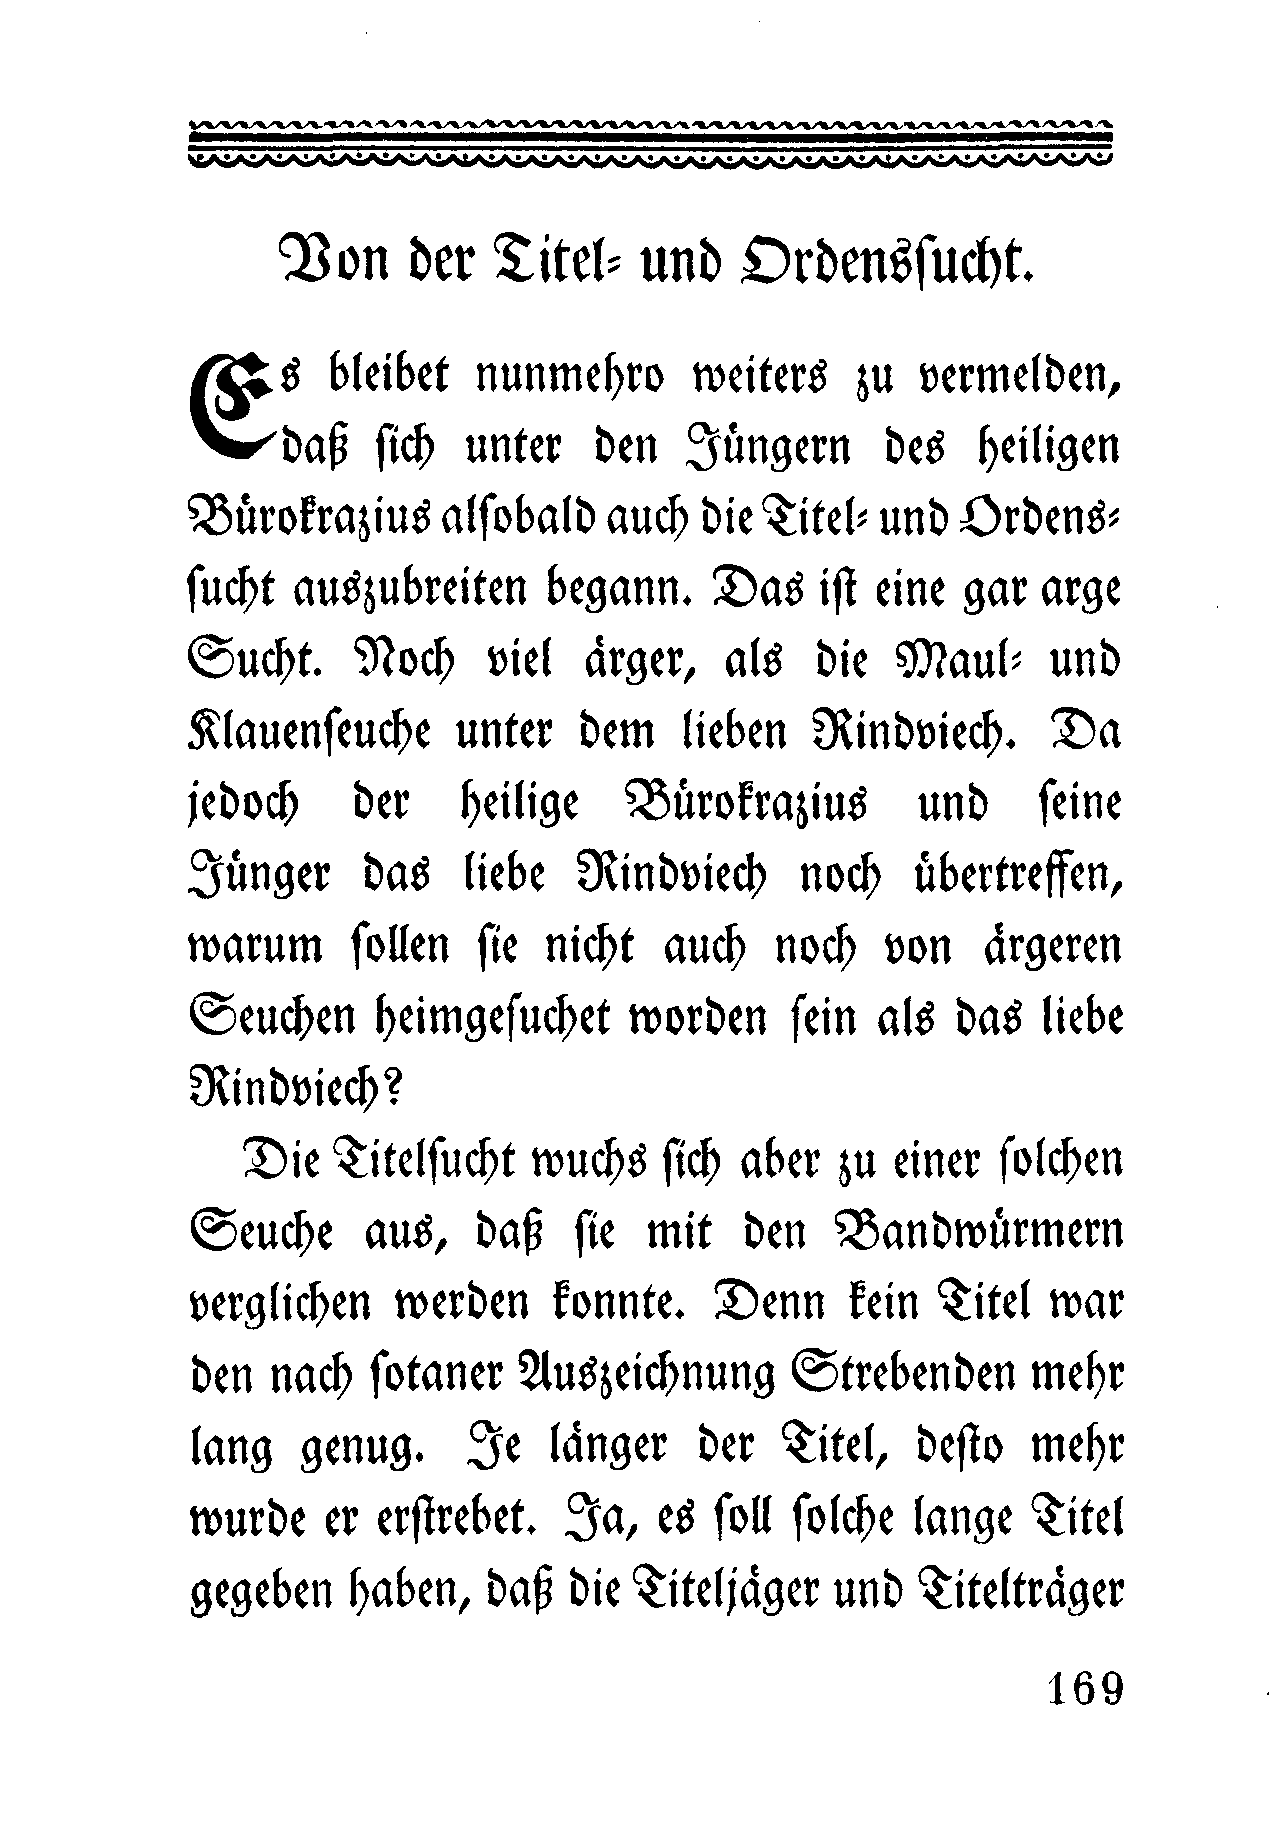 Von der Titel- und Ordensſucht.
Es bleibet nunmehro weiters zu vermelden,
daß ſich unter den Jüngern des heiligen
Bürokrazius alſobald auch die Titel- und Ordens-
ſucht auszubreiten begann. Das iſt eine gar arge
Sucht. Noch viel ärger, als die Maul- und
Klauenſeuche unter dem lieben Rindviech. Da
jedoch der heilige Bürokrazius und ſeine
Jünger das liebe Rindviech noch übertreffen,
warum ſollen ſie nicht auch noch von ärgeren
Seuchen heimgeſuchet worden ſein als das liebe
Rindviech?
Die Titelſucht wuchs ſich aber zu einer ſolchen
Seuche aus, daß ſie mit den Bandwürmern
verglichen werden konnte. Denn kein Titel war
den nach ſotaner Auszeichnung Strebenden mehr
lang genug. Je länger der Titel, deſto mehr
wurde er erſtrebet. Ja, es ſoll ſolche lange Titel
gegeben haben, daß die Titeljäger und Titelträger
169